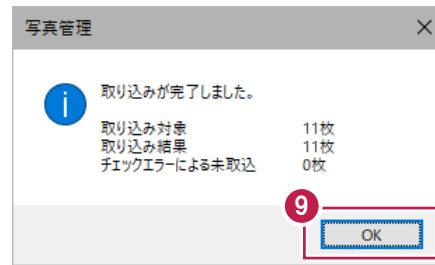 写真管理
取り込みが完了しました。
取り込み対象 11枚
取り込み結果 11枚
チェックエラーによる未取込 0枚
9
OK